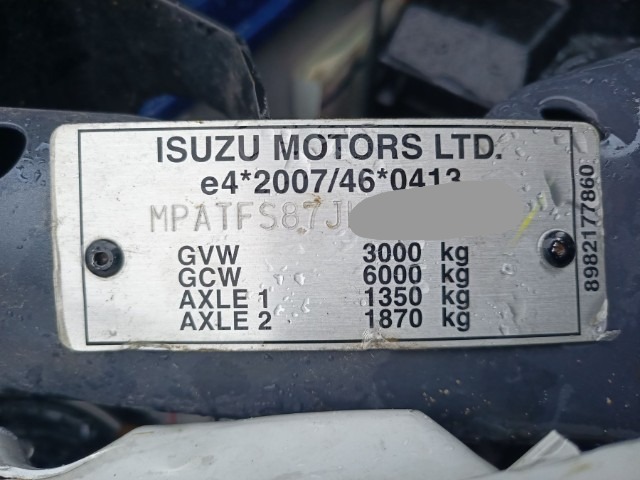 ISUZU MOTORS LTD.
e4*2007/46*0413
MPATFS87J
GVW 3000 kg
GCW 6000 kg
AXLE 1 1350 kg
AXLE 2 1870 kg
8982177860